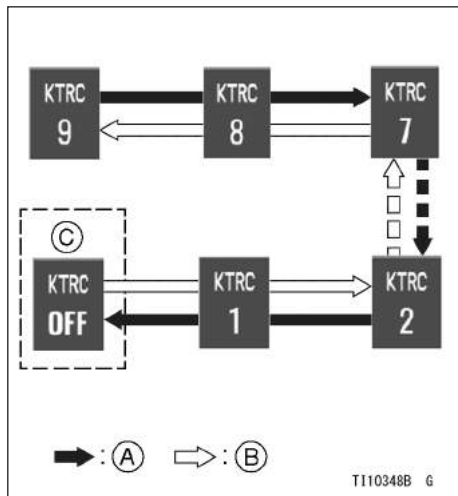 KTRC 9
KTRC 8
KTRC 7
C
KTRC OFF
KTRC 1
KTRC 2
: A
: B
TI10348B G